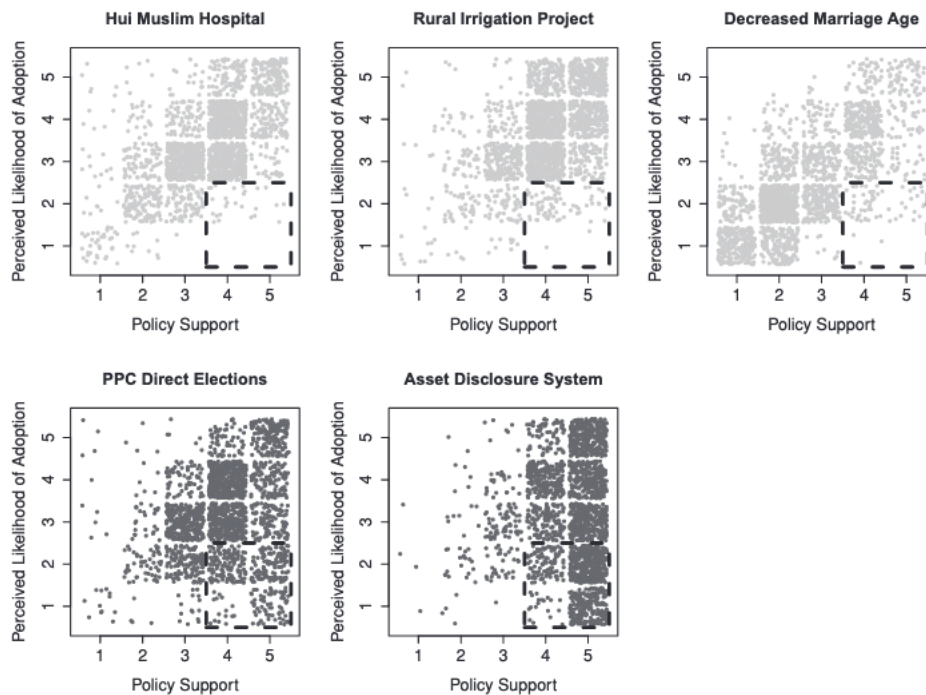 Hui Muslim Hospital
Perceived Likelihood of Adoption
5
4
3
2
1
1 2 3 4 5
Policy Support
Rural Irrigation Project
Perceived Likelihood of Adoption
5
4
3
2
1
1 2 3 4 5
Policy Support
Decreased Marriage Age
Perceived Likelihood of Adoption
5
4
3
2
1
1 2 3 4 5
Policy Support
PPC Direct Elections
Perceived Likelihood of Adoption
5
4
3
2
1
1 2 3 4 5
Policy Support
Asset Disclosure System
Perceived Likelihood of Adoption
5
4
3
2
1
1 2 3 4 5
Policy Support